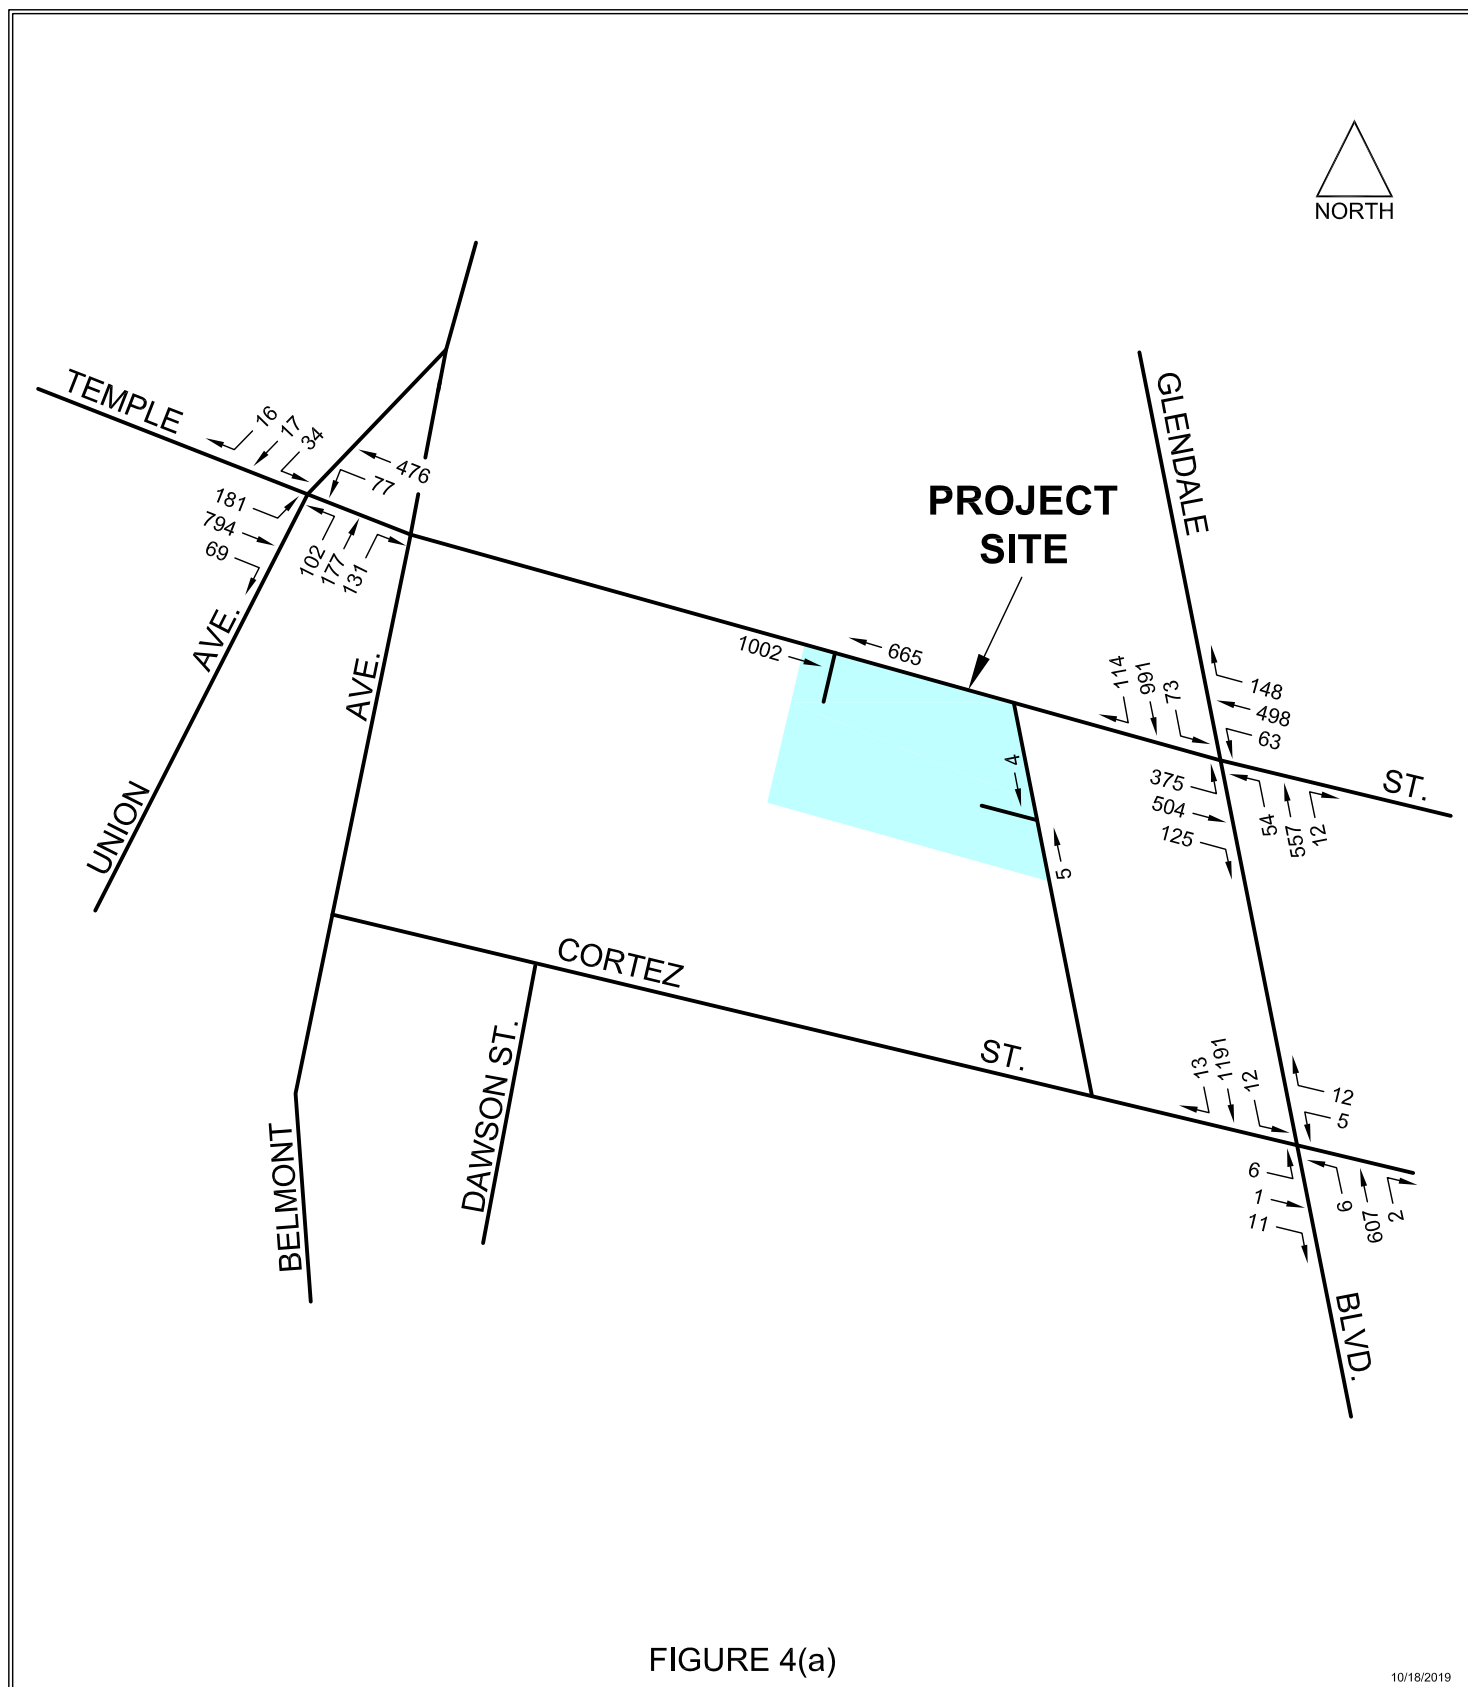 NORTH
TEMPLE
16
17
34
476
77
181
794
69
102
177
131
GLENDALE
PROJECT
SITE
AVE.
AVE.
1002
665
114
991
73
148
498
63
4
375
504
125
54
557
12
ST.
UNION
5
CORTEZ
ST.
DAWSON ST.
13
1191
12
12
5
BELMONT
6
1
11
6
607
2
BLVD.
FIGURE 4(a)
10/18/2019